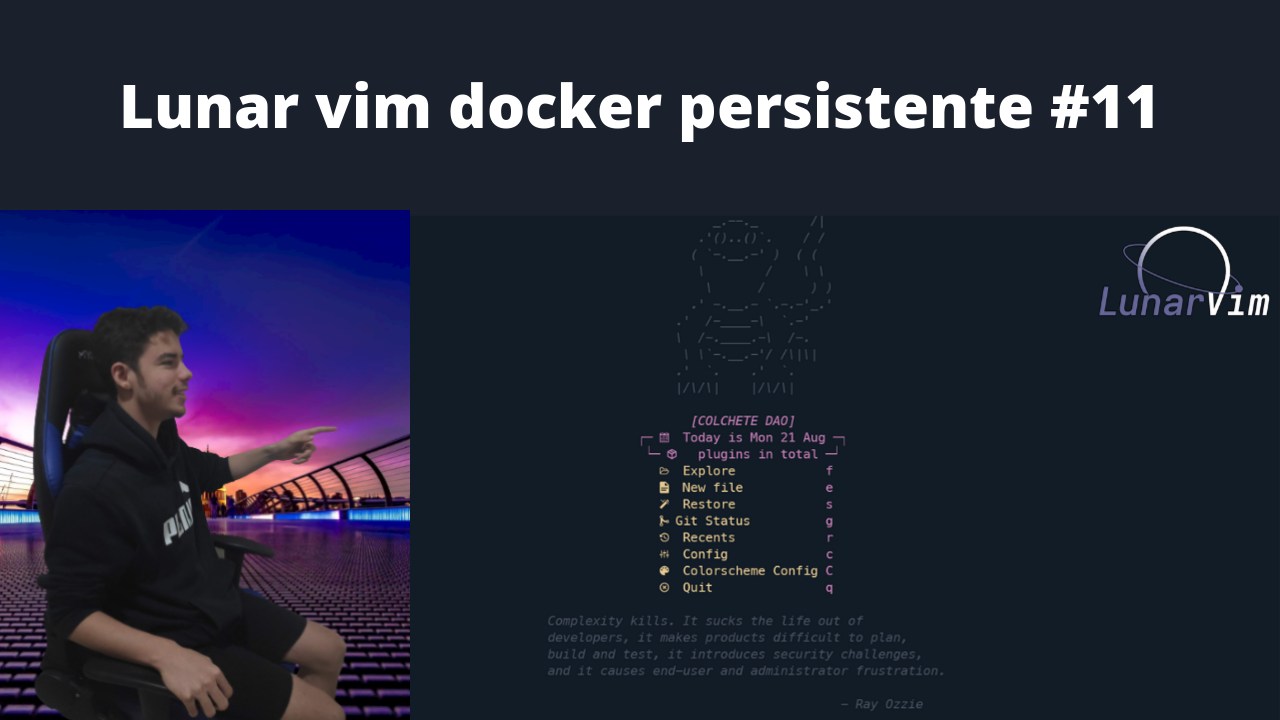 Lunar vim docker persistente #11
LunarVim
[COLCHETE DAO]
Today is Mon 21 Aug
plugins in total
Explore f
New file e
Restore s
Git Status g
Recents r
Config c
Colorscheme Config C
Quit q
Complexity kills. It sucks the life out of
developers, it makes products difficult to plan,
build and test, it introduces security challenges,
and it causes end-user and administrator frustration.
— Ray Ozzie